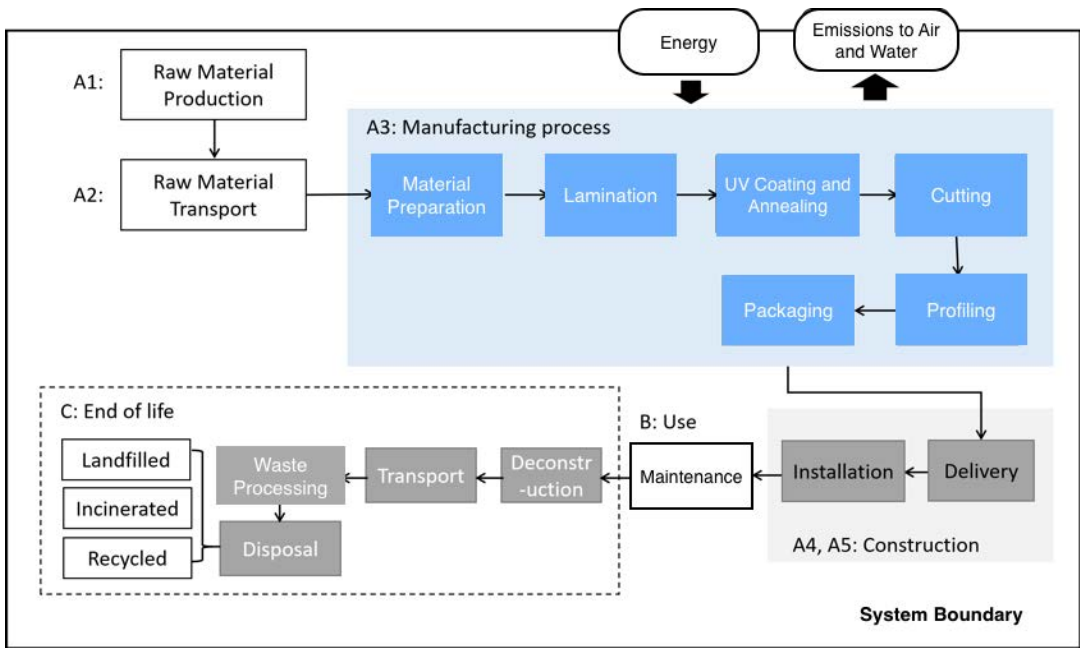 Energy
Emissions to Air
and Water
A1:
Raw Material
Production
A3: Manufacturing process
A2:
Raw Material
Transport
Material
Preparation
Lamination
UV Coating and
Annealing
Cutting
Packaging
Profiling
C: End of life
B: Use
Landfilled
Incinerated
Recycled
Waste
Processing
Disposal
Transport
Deconstr
-uction
Maintenance
Installation
Delivery
A4, A5: Construction
System Boundary